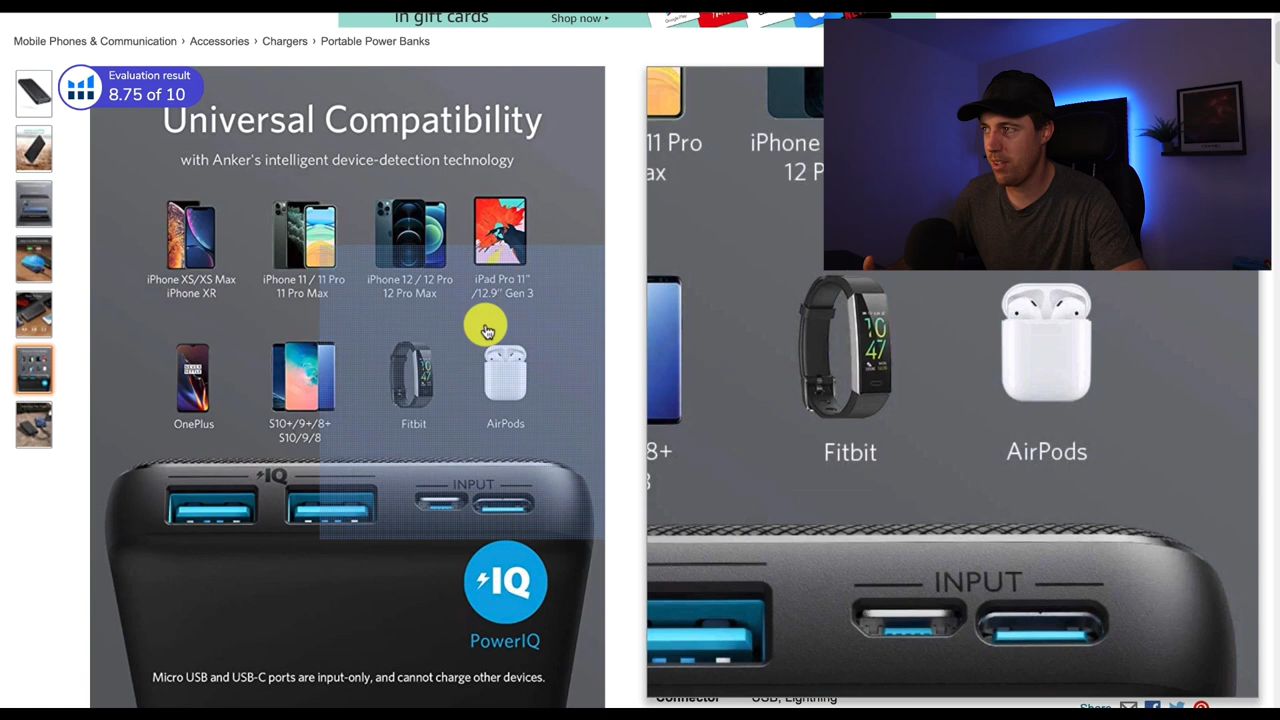 in gift cards
Shop now ▸
Mobile Phones & Communication › Accessories › Chargers › Portable Power Banks
Evaluation result
8.75 of 10
Universal Compatibility
with Anker's intelligent device-detection technology
iPhone XS/XS Max
iPhone XR
iPhone 11 / 11 Pro
11 Pro Max
iPhone 12 / 12 Pro
12 Pro Max
iPad Pro 11"
/12.9" Gen 3
OnePlus
S10+/9+/8+
S10/9/8
Fitbit
AirPods
IQ
INPUT
IQ
PowerIQ
Micro USB and USB-C ports are input-only, and cannot charge other devices.
11 Pro
ax
iPhone
12 P
10
47
8+
Fitbit
AirPods
INPUT
Connector USB, Lightning
Share